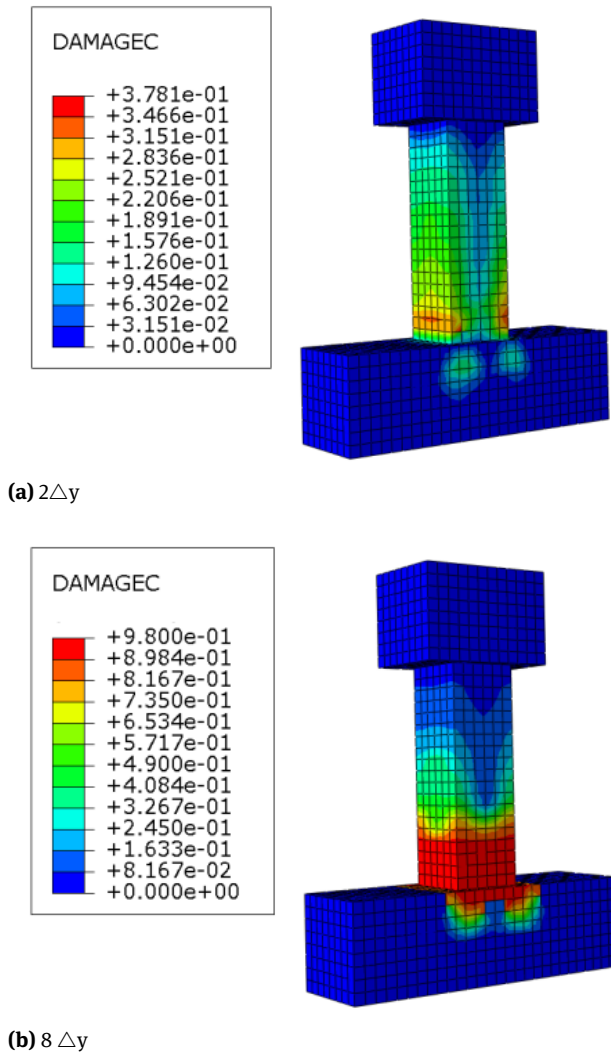 DAMAGEC
+3.781e-01
+3.466e-01
+3.151e-01
+2.836e-01
+2.521e-01
+2.206e-01
+1.891e-01
+1.576e-01
+1.260e-01
+9.454e-02
+6.302e-02
+3.151e-02
+0.000e+00
(a) 2△y
DAMAGEC
+9.800e-01
+8.984e-01
+8.167e-01
+7.350e-01
+6.534e-01
+5.717e-01
+4.900e-01
+4.084e-01
+3.267e-01
+2.450e-01
+1.633e-01
+8.167e-02
+0.000e+00
(b) 8 △y